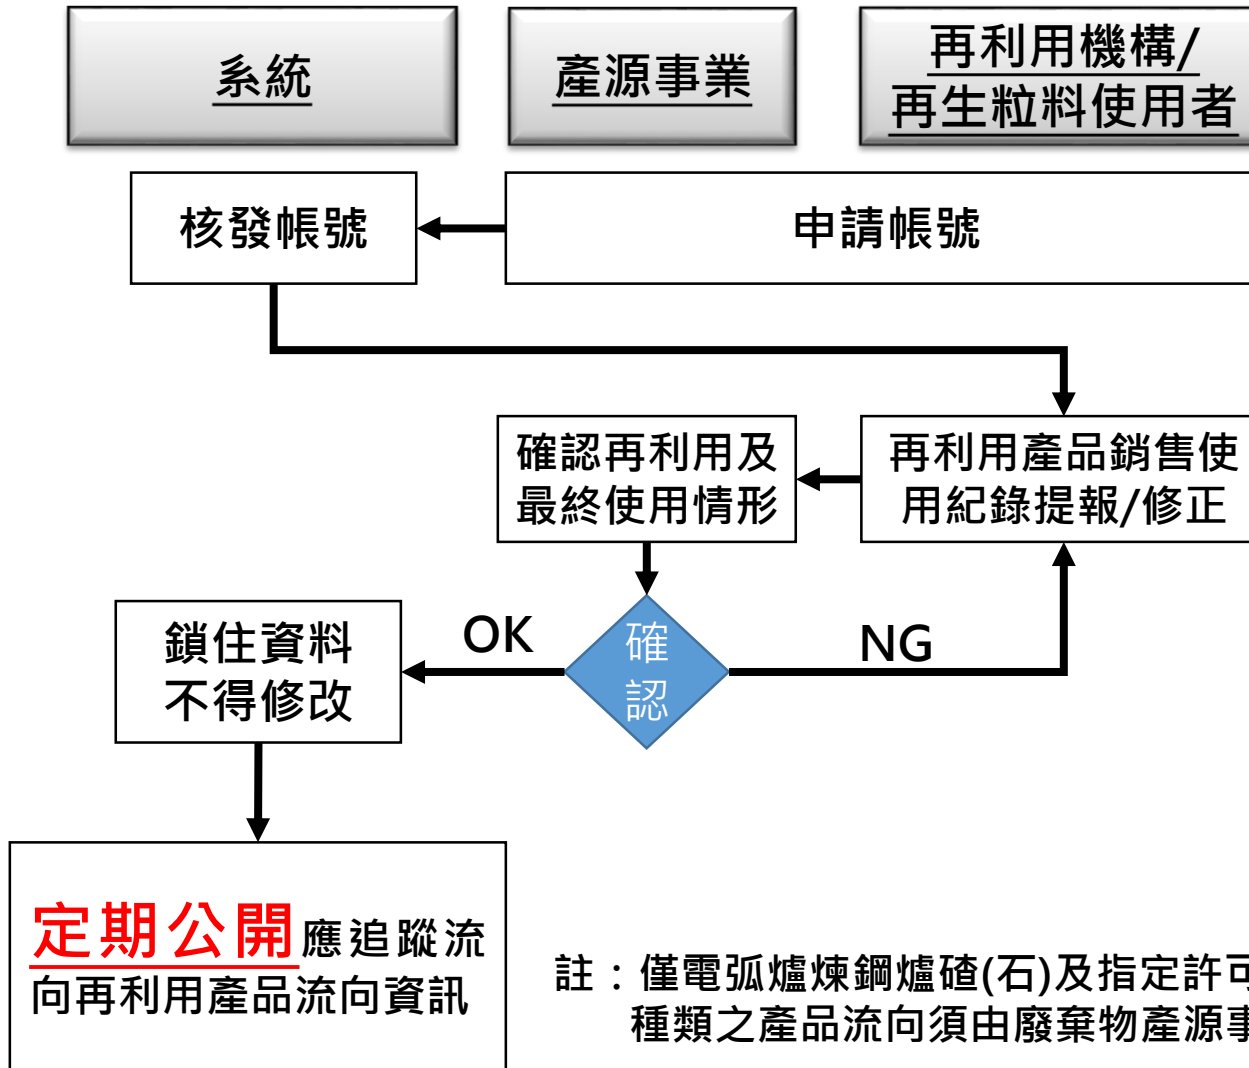 系統
產源事業
再利用機構/
再生粒料使用者
核發帳號
申請帳號
確認再利用及
最終使用情形
再利用產品銷售使
用紀錄提報/修正
鎖住資料
不得修改
OK
確
認
NG
定期公開應追蹤流
向再利用產品流向資訊
註：僅電弧爐煉鋼爐碴(石)及指定許可
種類之產品流向須由廢棄物產源事